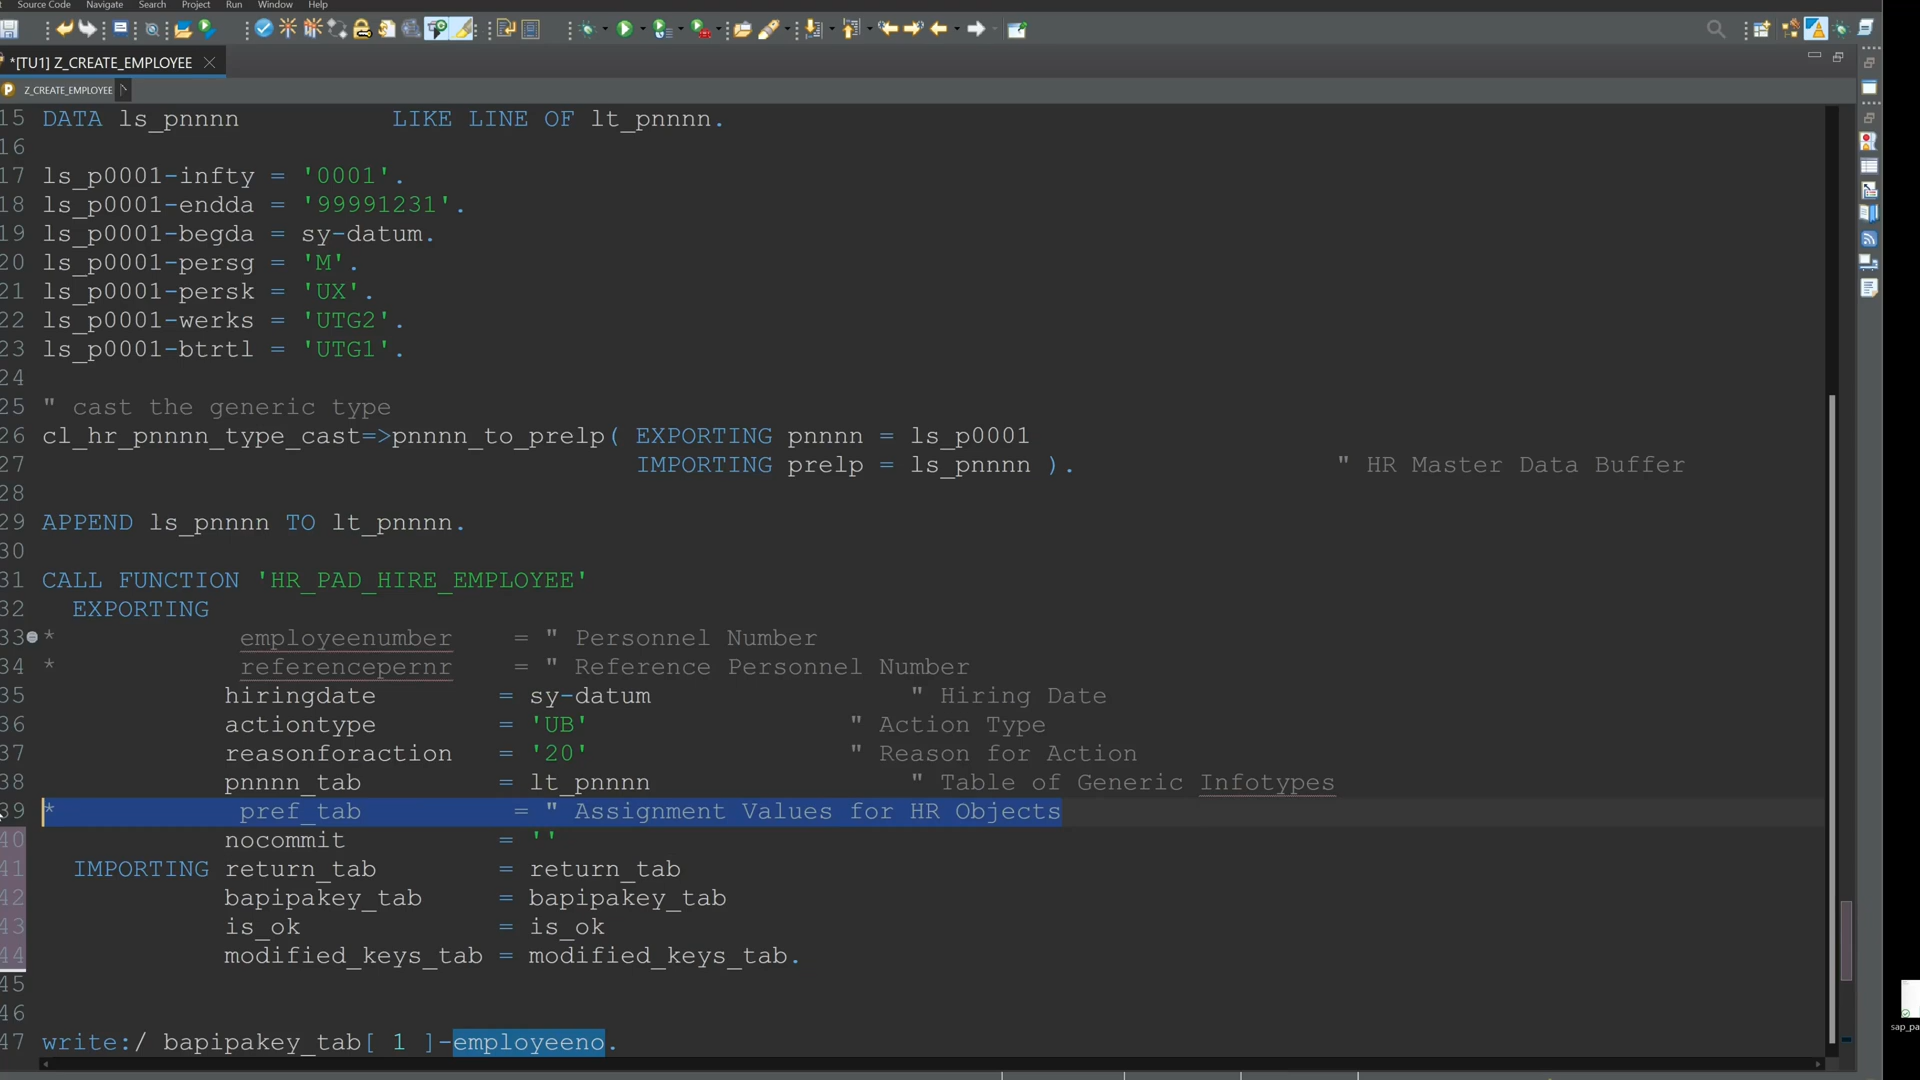 Source Code Navigate Search Project Run Window Help
*[TU1] Z_CREATE_EMPLOYEE
Z_CREATE_EMPLOYEE
15 DATA ls_pnnnn LIKE LINE OF lt_pnnnn.
16
17 ls_p0001-infty = '0001'.
18 ls_p0001-endda = '99991231'.
19 ls_p0001-begda = sy-datum.
20 ls_p0001-persg = 'M'.
21 ls_p0001-persk = 'UX'.
22 ls_p0001-werks = 'UTG2'.
23 ls_p0001-btrtl = 'UTG1'.
24
25 " cast the generic type
26 cl_hr_pnnnn_type_cast=>pnnnn_to_prelp( EXPORTING pnnnn = ls_p0001
27 IMPORTING prelp = ls_pnnnn ). " HR Master Data Buffer
28
29 APPEND ls_pnnnn TO lt_pnnnn.
30
31 CALL FUNCTION 'HR_PAD_HIRE_EMPLOYEE'
32 EXPORTING
33 * employeenumber = " Personnel Number
34 * referencepernr = " Reference Personnel Number
35 hiringdate = sy-datum " Hiring Date
36 actiontype = 'UB' " Action Type
37 reasonforaction = '20' " Reason for Action
38 pnnnn_tab = lt_pnnnn " Table of Generic Infotypes
39 * pref_tab = " Assignment Values for HR Objects
40 nocommit = ''
41 IMPORTING return_tab = return_tab
42 bapipakey_tab = bapipakey_tab
43 is_ok = is_ok
44 modified_keys_tab = modified_keys_tab.
45
46
47 write:/ bapipakey_tab[ 1 ]-employeeno.
sap_pa